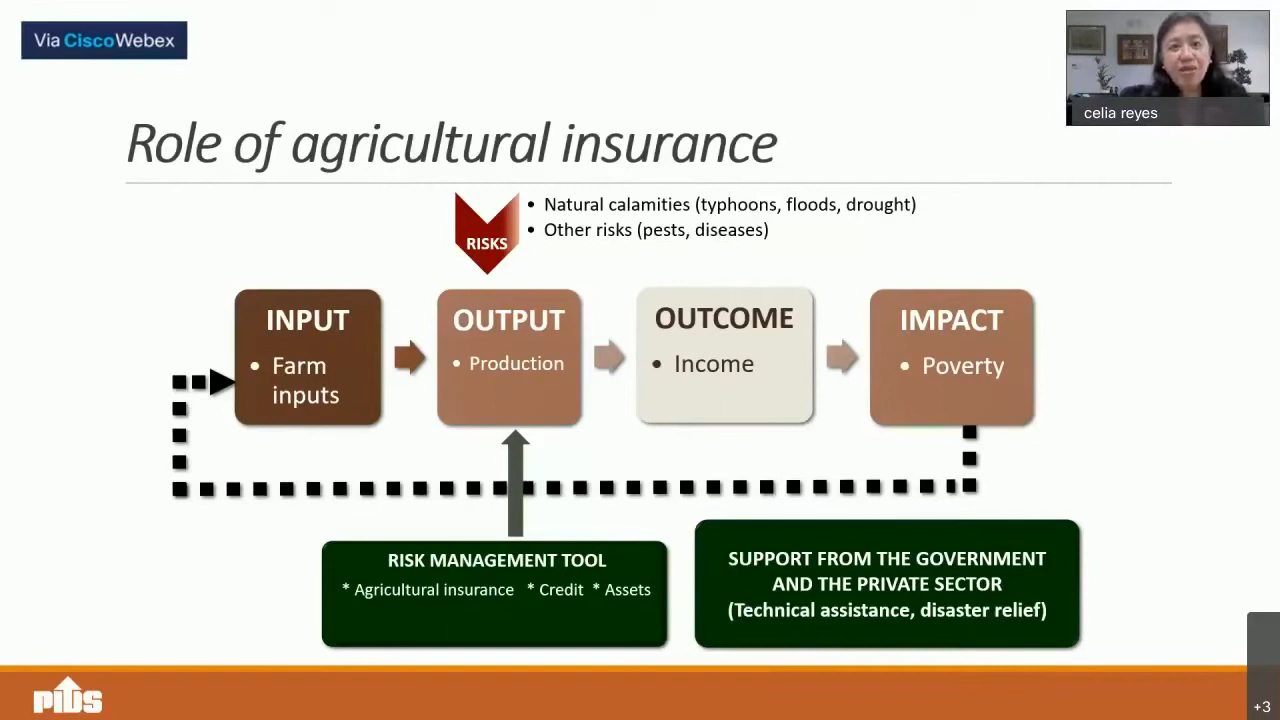 Via Cisco Webex
celia reyes
Role of agricultural insurance
• Natural calamities (typhoons, floods, drought)
• Other risks (pests, diseases)
RISKS
INPUT
• Farm
inputs
OUTPUT
• Production
OUTCOME
• Income
IMPACT
• Poverty
RISK MANAGEMENT TOOL
* Agricultural insurance * Credit * Assets
SUPPORT FROM THE GOVERNMENT
AND THE PRIVATE SECTOR
(Technical assistance, disaster relief)
PIDS
+3